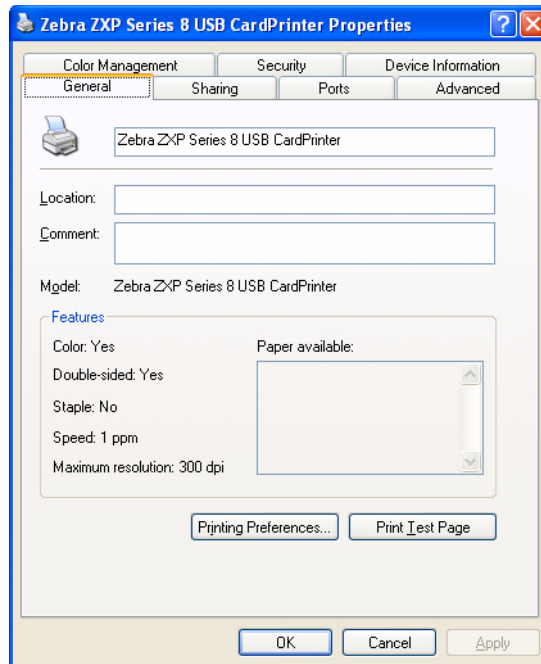 Zebra ZXP Series 8 USB CardPrinter Properties
Color Management Security Device Information
General Sharing Ports Advanced
Zebra ZXP Series 8 USB CardPrinter
Location:
Comment:
Model: Zebra ZXP Series 8 USB CardPrinter
Features
Color: Yes Paper available:
Double-sided: Yes
Staple: No
Speed: 1 ppm
Maximum resolution: 300 dpi
Printing Preferences... Print Test Page
OK Cancel Apply